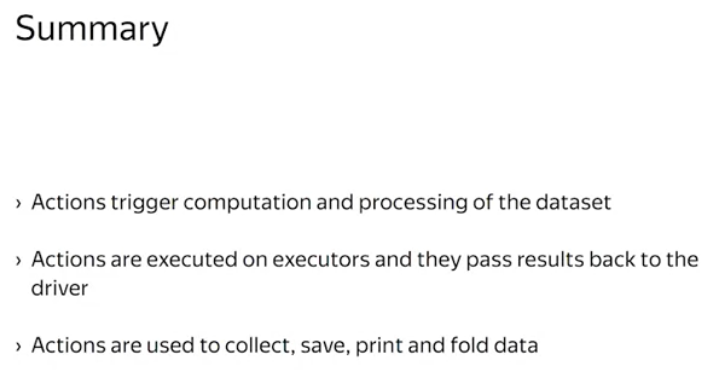 Summary
› Actions trigger computation and processing of the dataset
› Actions are executed on executors and they pass results back to the
driver
› Actions are used to collect, save, print and fold data